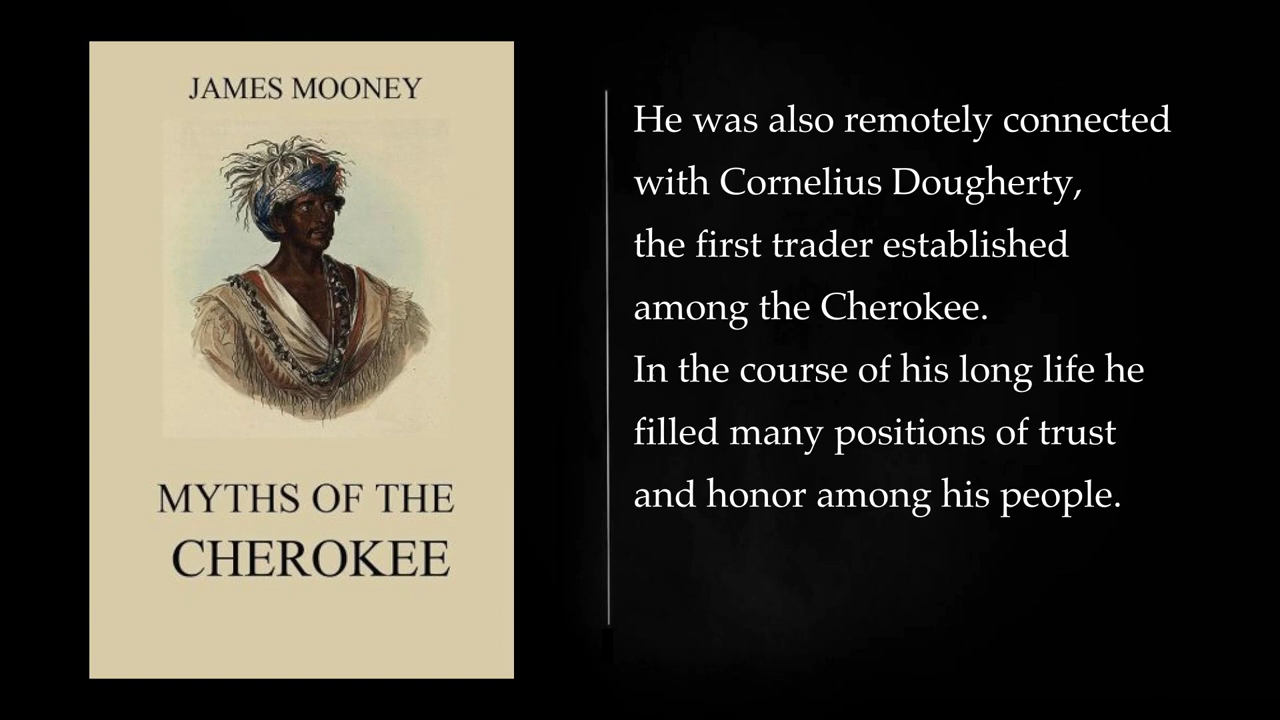 JAMES MOONEY
MYTHS OF THE
CHEROKEE
He was also remotely connected
with Cornelius Dougherty,
the first trader established
among the Cherokee.
In the course of his long life he
filled many positions of trust
and honor among his people.